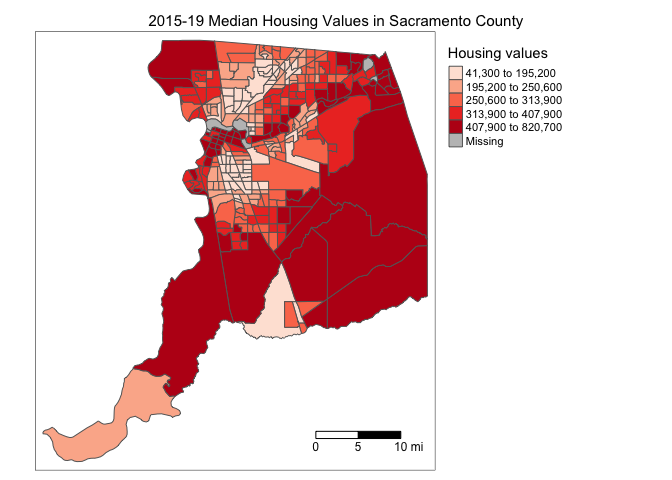 2015-19 Median Housing Values in Sacramento County
Housing values
41,300 to 195,200
195,200 to 250,600
250,600 to 313,900
313,900 to 407,900
407,900 to 820,700
Missing
0 5 10 mi